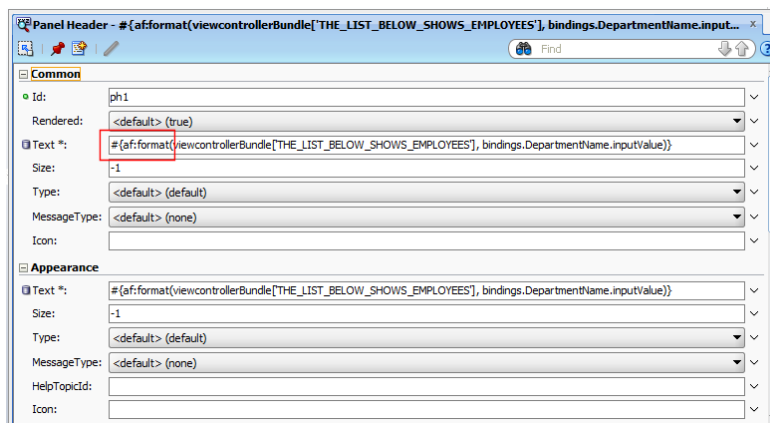 Panel Header - #{af:format(viewcontrollerBundle['THE_LIST_BELOW_SHOWS_EMPLOYEES'], bindings.DepartmentName.input... x
Find
Common
Id: ph1
Rendered: <default> (true)
Text *: #{af:format(viewcontrollerBundle['THE_LIST_BELOW_SHOWS_EMPLOYEES'], bindings.DepartmentName.inputValue)}
Size: -1
Type: <default> (default)
MessageType: <default> (none)
Icon:
Appearance
Text *: #{af:format(viewcontrollerBundle['THE_LIST_BELOW_SHOWS_EMPLOYEES'], bindings.DepartmentName.inputValue)}
Size: -1
Type: <default> (default)
MessageType: <default> (none)
HelpTopicId:
Icon: